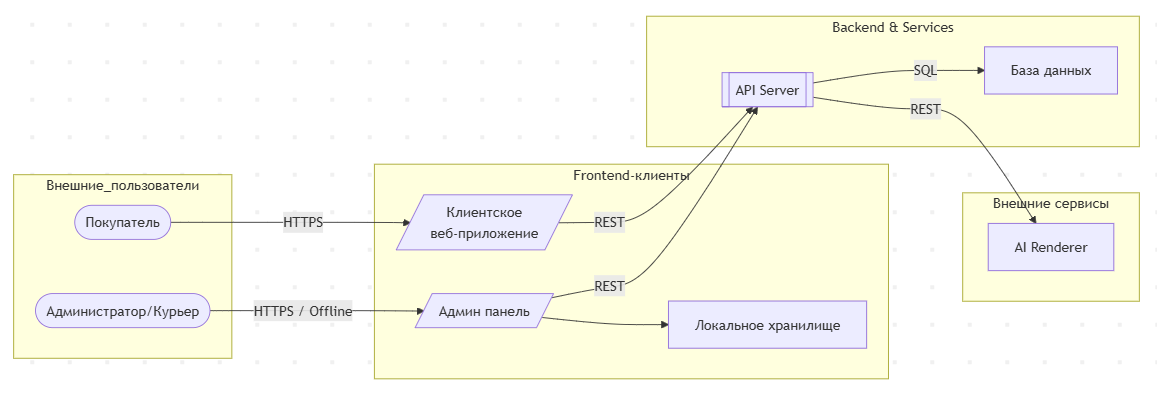 Backend & Services
API Server
SQL
База данных
REST
Внешние_пользователи
Покупатель
HTTPS
Администратор/Курьер
HTTPS / Offline
Frontend-клиенты
Клиентское
веб-приложение
REST
Админ панель
REST
Локальное хранилище
Внешние сервисы
AI Renderer